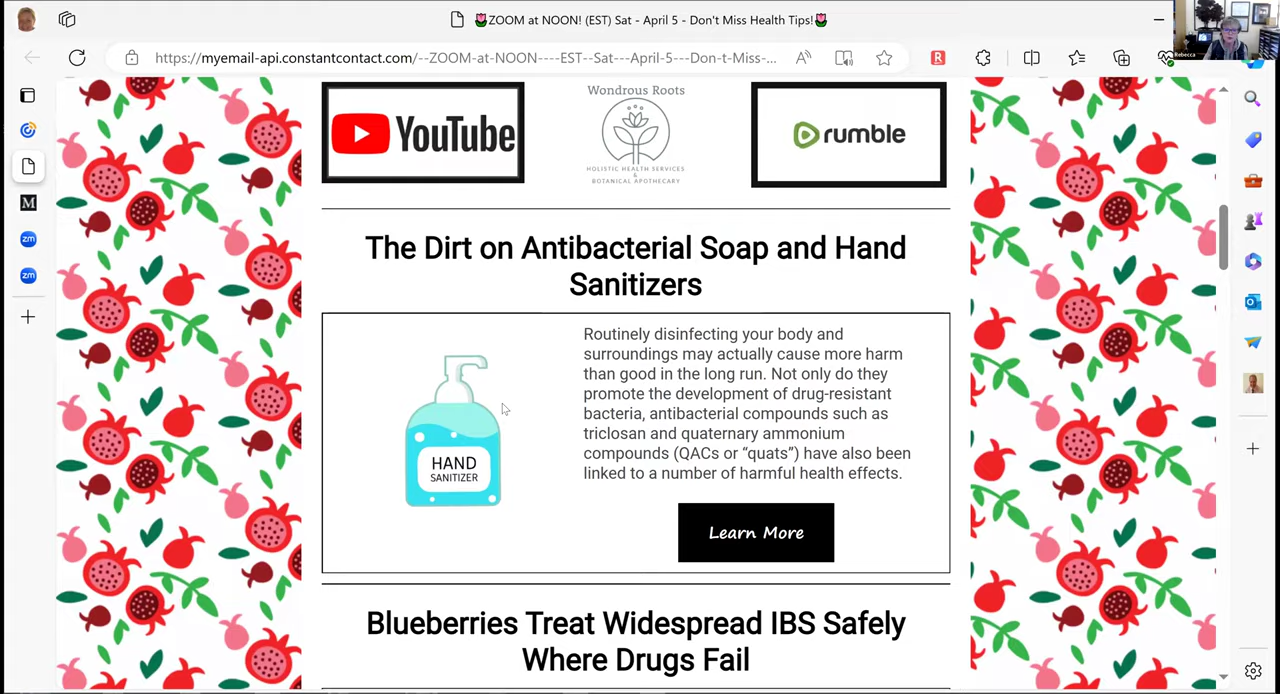 🌷ZOOM at NOON! (EST) Sat - April 5 - Don't Miss Health Tips!🌷
Rebecca
https://myemail-api.constantcontact.com/--ZOOM-at-NOON----EST--Sat---April-5---Don-t-Miss-...
Wondrous Roots
YouTube
rumble
HOLISTIC HEALTH SERVICES
&
BOTANICAL APOTHECARY
The Dirt on Antibacterial Soap and Hand
Sanitizers
Routinely disinfecting your body and
surroundings may actually cause more harm
than good in the long run. Not only do they
promote the development of drug-resistant
bacteria, antibacterial compounds such as
triclosan and quaternary ammonium
compounds (QACs or “quats”) have also been
linked to a number of harmful health effects.
HAND
SANITIZER
Learn More
Blueberries Treat Widespread IBS Safely
Where Drugs Fail